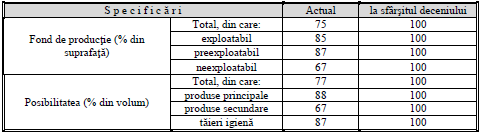 S p e c i f i c ă r i Actual la sfârşitul deceniului
Fond de producţie (% din suprafaţă) Total, din care: 75 100
exploatabil 85 100
preexploatabil 87 100
neexploatabil 67 100
Posibilitatea (% din volum) Total, din care: 77 100
produse principale 88 100
produse secundare 67 100
tăieri igienă 87 100